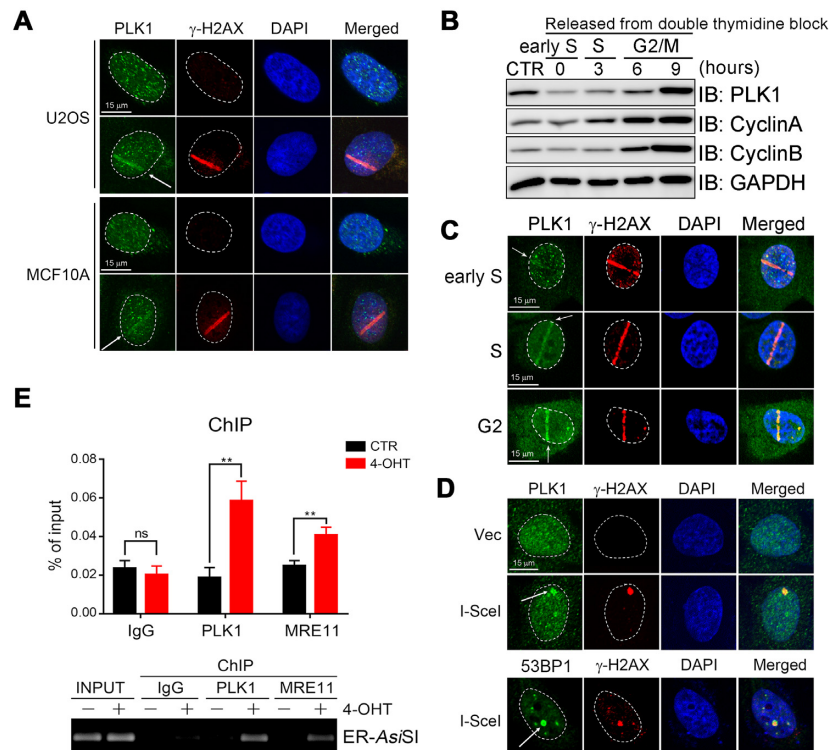 A
PLK1 γ-H2AX DAPI Merged
U2OS
15 µm
MCF10A
15 µm
B
Released from double thymidine block
early S S G2/M
CTR 0 3 6 9 (hours)
IB: PLK1
IB: CyclinA
IB: CyclinB
IB: GAPDH
C
PLK1 γ-H2AX DAPI Merged
early S
15 µm
S
15 µm
G2
15 µm
D
PLK1 γ-H2AX DAPI Merged
Vec
15 µm
I-SceI
53BP1 γ-H2AX DAPI Merged
I-SceI
E
ChIP
CTR
4-OHT
% of input
0.08
0.06
0.04
0.02
0.00
ns ** **
IgG PLK1 MRE11
ChIP
INPUT IgG PLK1 MRE11
− + − + − + − + 4-OHT
ER-AsiSI